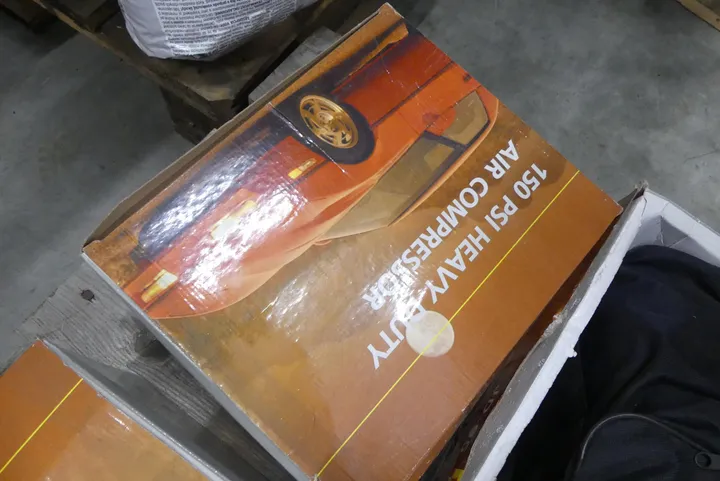 150 PSI HEAVY DUTY
AIR COMPRESSOR